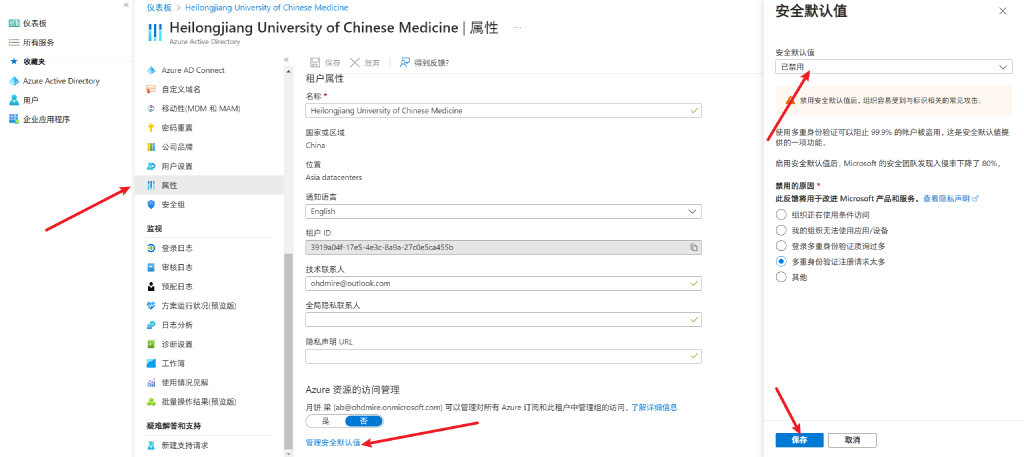 仪表板
所有服务
收藏夹
Azure Active Directory
用户
企业应用程序
仪表板 > Heilongjiang University of Chinese Medicine
Heilongjiang University of Chinese Medicine | 属性 ...
Azure Active Directory
Azure AD Connect
自定义域名
移动性(MDM 和 MAM)
密码重置
公司品牌
用户设置
属性
安全组
监视
登录日志
审核日志
预配日志
方案运行状况(预览版)
日志分析
诊断设置
工作簿
使用情况见解
批量操作结果(预览版)
疑难解答和支持
新建支持请求
保存 放弃 得到反馈?
租户属性
名称 *
Heilongjiang University of Chinese Medicine
国家或区域
China
位置
Asia datacenters
通知语言
English
租户 ID
3919a04f-17e5-4e3c-8a9a-27c0e5ca455b
技术联系人
ohdmire@outlook.com
全局隐私联系人
隐私声明 URL
Azure 资源的访问管理
月饼 梁 (ab@ohdmire.onmicrosoft.com) 可以管理对所有 Azure 订阅和此租户中管理组的访问。了解详细信息
是 否
管理安全默认值
安全默认值
安全默认值
已禁用
禁用安全默认值后，组织容易受到与标识相关的常见攻击。
使用多重身份验证可以阻止 99.9% 的帐户被盗用，这是安全默认值提
供的一项功能。
启用安全默认值后，Microsoft 的安全团队发现入侵率下降了 80%。
禁用的原因 *
此反馈将用于改进 Microsoft 产品和服务。查看隐私声明
组织正在使用条件访问
我的组织无法使用应用/设备
登录多重身份验证质询过多
多重身份验证注册请求太多
其他
保存 取消